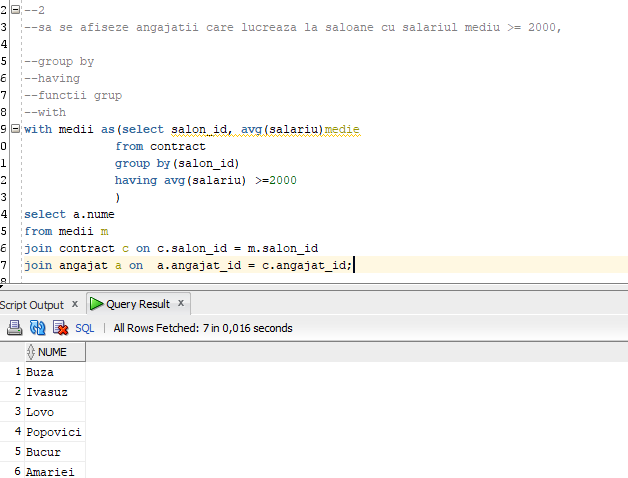 2 --2
3 --sa se afiseze angajatii care lucreaza la saloane cu salariul mediu >= 2000,
4
5 --group by
6 --having
7 --functii grup
8 --with
9 with medii as(select salon_id, avg(salariu)medie
0 from contract
1 group by(salon_id)
2 having avg(salariu) >=2000
3 )
4 select a.nume
5 from medii m
6 join contract c on c.salon_id = m.salon_id
7 join angajat a on  a.angajat_id = c.angajat_id;
Script Output x Query Result x
SQL | All Rows Fetched: 7 in 0,016 seconds
NUME
1 Buza
2 Ivasuz
3 Lovo
4 Popovici
5 Bucur
6 Amariei